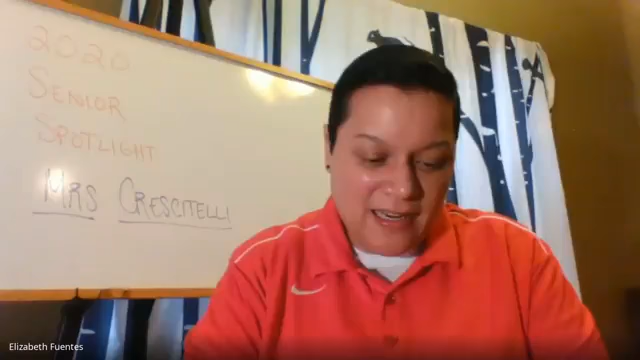 2020
SENIOR
SPOTLIGHT
MRS CRESCITELLI
Elizabeth Fuentes